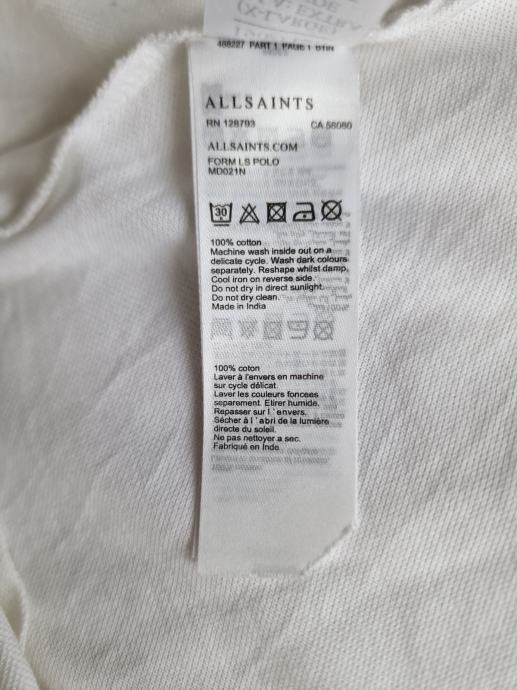 488227 PART 1 PAGE 1 BTIN
ALLSAINTS
RN 128793 CA 56080
ALLSAINTS.COM
FORM LS POLO
MD021N
30
100% cotton
Machine wash inside out on a
delicate cycle. Wash dark colours
separately. Reshape whilst damp.
Cool iron on reverse side.
Do not dry in direct sunlight.
Do not dry clean.
Made in India
100% coton
Laver à l'envers en machine
sur cycle délicat.
Laver les couleurs foncees
separement. Etirer humide.
Repasser sur l`envers.
Sécher à l`abri de la lumière
directe du soleil.
Ne pas nettoyer a sec.
Fabriqué en Inde.